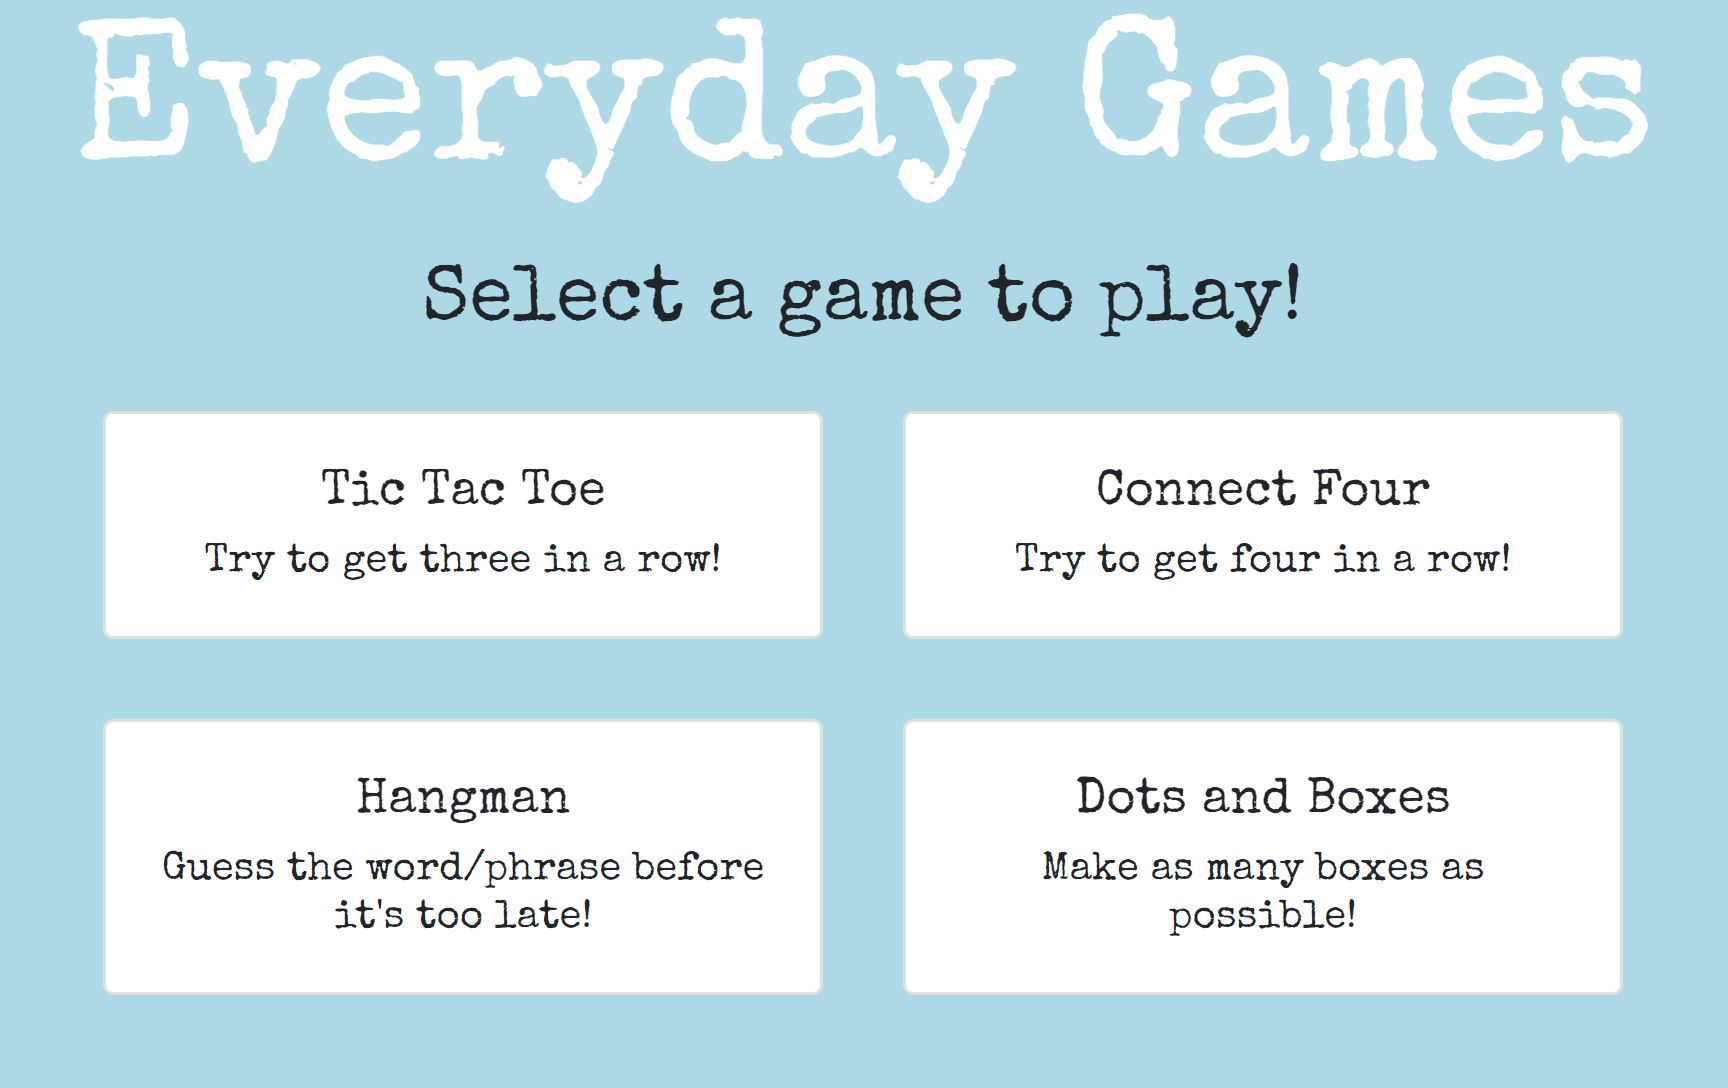 Everyday Games
Select a game to play!
Tic Tac Toe
Try to get three in a row!
Connect Four
Try to get four in a row!
Hangman
Guess the word/phrase before
it's too late!
Dots and Boxes
Make as many boxes as
possible!